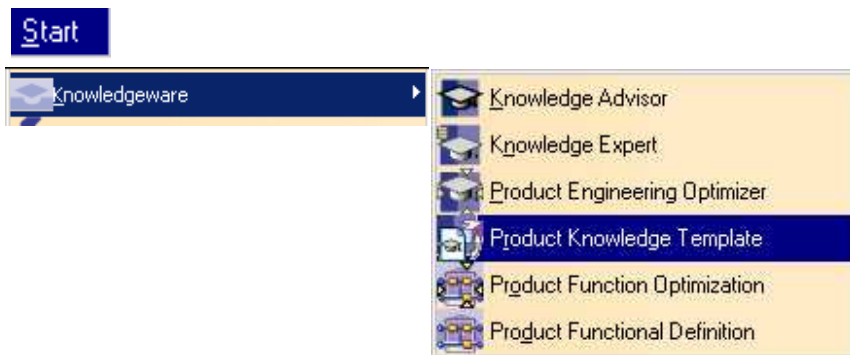 Start
Knowledgeware
Knowledge Advisor
Knowledge Expert
Product Engineering Optimizer
Product Knowledge Template
Product Function Optimization
Product Functional Definition